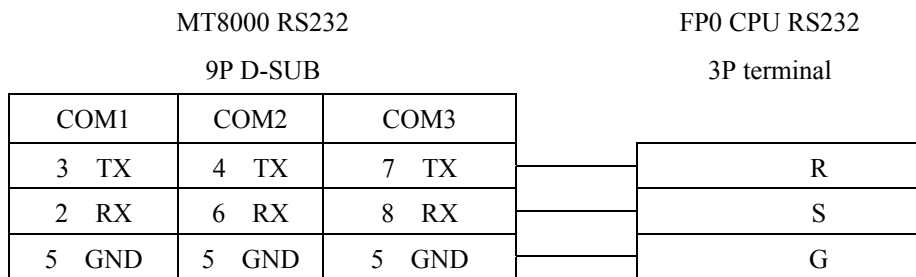 MT8000 RS232 FP0 CPU RS232
9P D-SUB 3P terminal
COM1 COM2 COM3
3 TX 4 TX 7 TX R
2 RX 6 RX 8 RX S
5 GND 5 GND 5 GND G